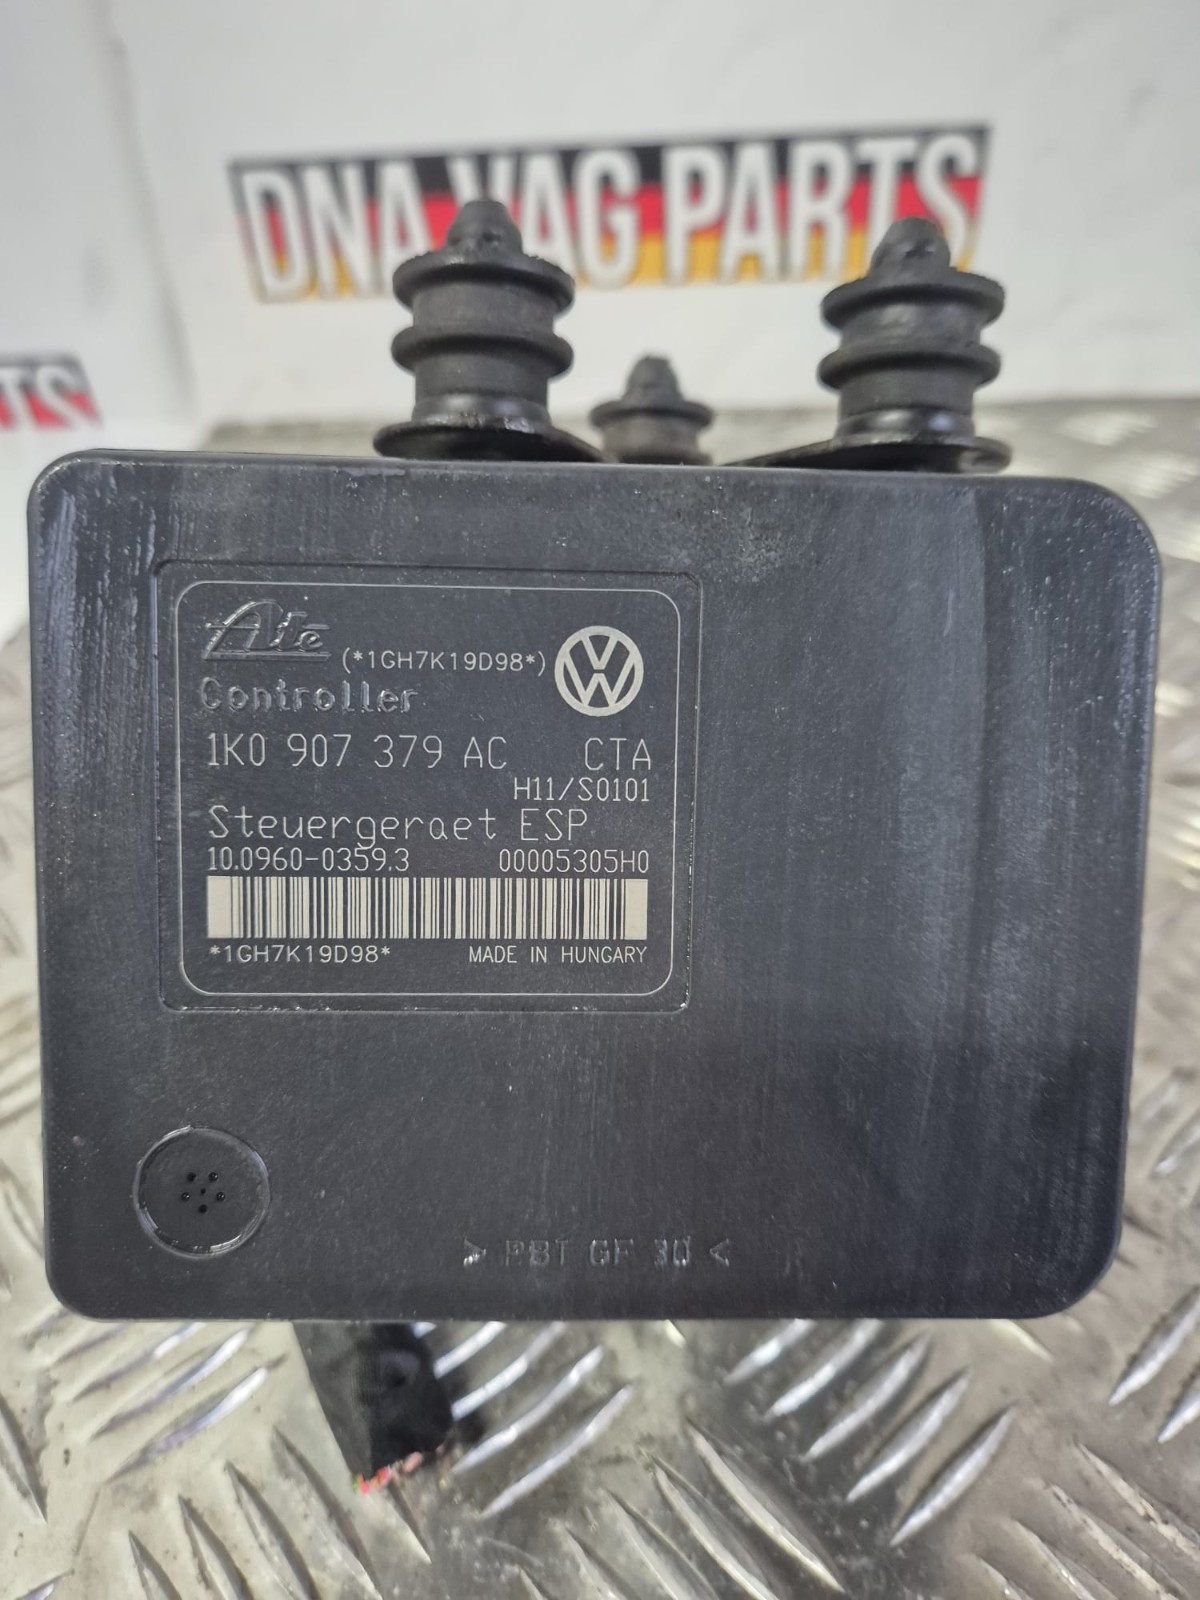 DNA VAG PARTS
TS
Ate
(*1GH7K19D98*)
Controller
1K0 907 379 AC CTA
H11/S0101
Steuergeraet ESP
10.0960-0359.3 00005305H0
*1GH7K19D98* MADE IN HUNGARY
> PBT GF 30 <